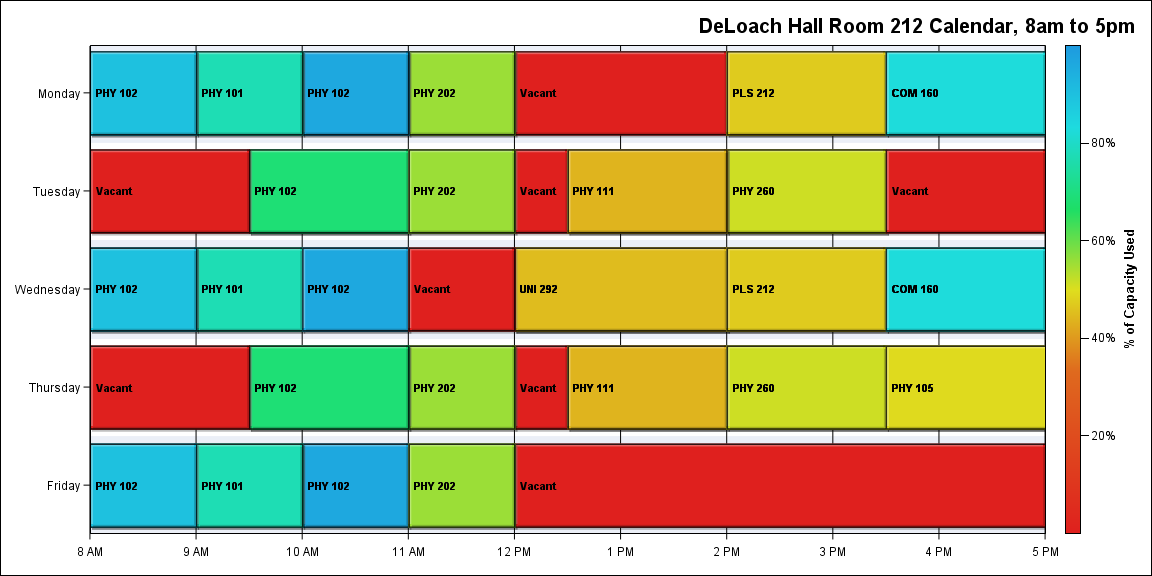 DeLoach Hall Room 212 Calendar, 8am to 5pm
Monday
PHY 102
PHY 101
PHY 102
PHY 202
Vacant
PLS 212
COM 160
Tuesday
Vacant
PHY 102
PHY 202
Vacant
PHY 111
PHY 260
Vacant
Wednesday
PHY 102
PHY 101
PHY 102
Vacant
UNI 292
PLS 212
COM 160
Thursday
Vacant
PHY 102
PHY 202
Vacant
PHY 111
PHY 260
PHY 105
Friday
PHY 102
PHY 101
PHY 102
PHY 202
Vacant
8 AM
9 AM
10 AM
11 AM
12 PM
1 PM
2 PM
3 PM
4 PM
5 PM
80%
60%
40%
20%
% of Capacity Used